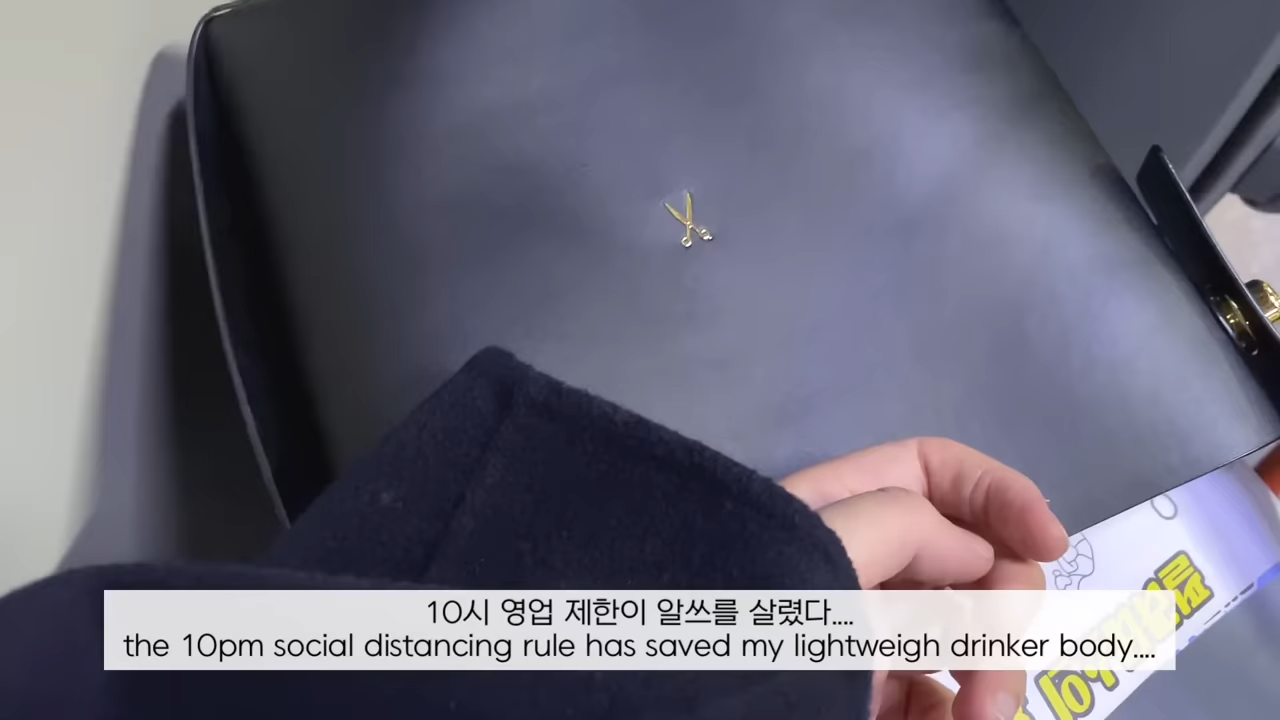 10시 영업 제한이 알쓰를 살렸다....
the 10pm social distancing rule has saved my lightweigh drinker body....